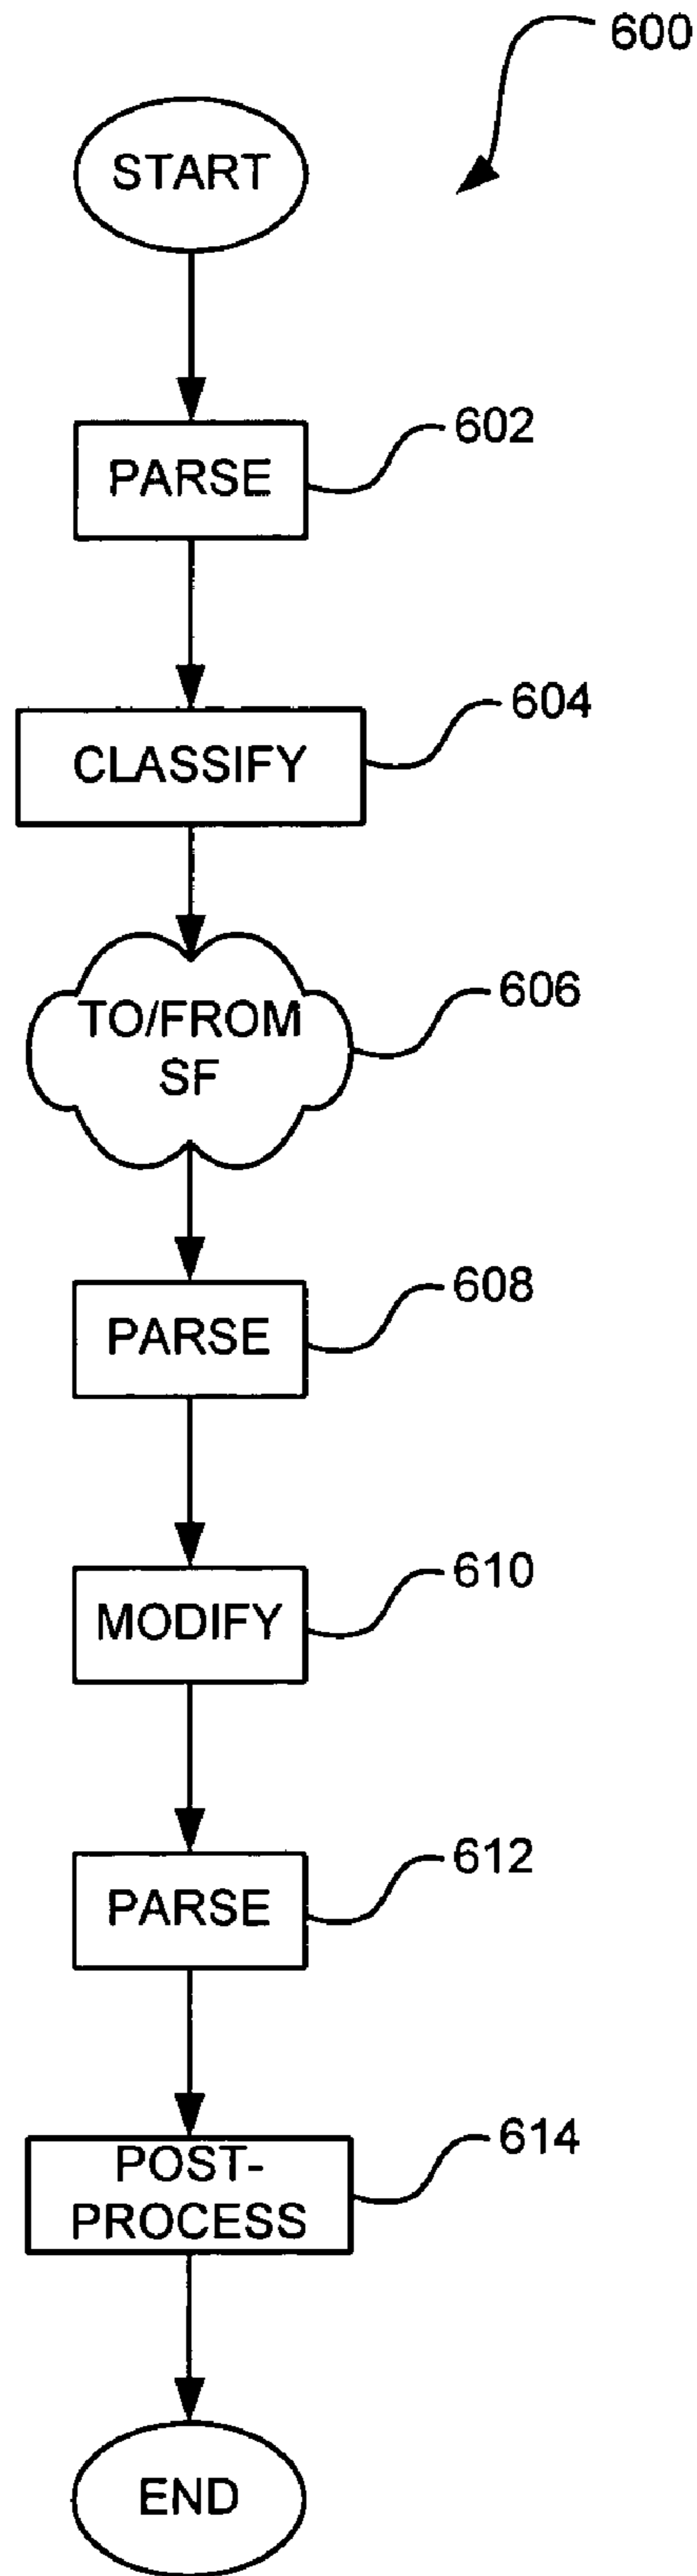 600
START
602
PARSE
604
CLASSIFY
606
TO/FROM
SF
608
PARSE
610
MODIFY
612
PARSE
614
POST-
PROCESS
END